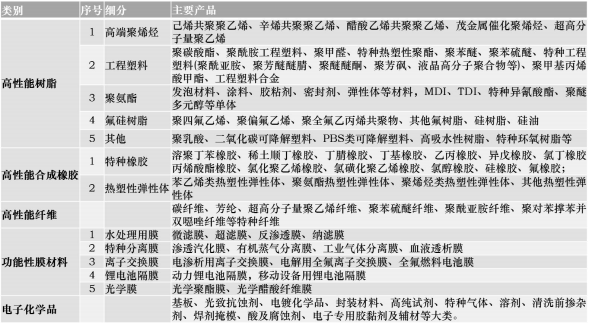 类别 序号 细分 主要产品
高性能树脂
1 高端聚烯烃 己烯共聚聚乙烯、辛烯共聚聚乙烯、醋酸乙烯共聚聚乙烯、茂金属催化聚烯烃、超高分
子量聚乙烯
2 工程塑料 聚碳酸酯、聚酰胺工程塑料、聚甲醛、特种热塑性聚酯、聚苯醚、聚苯硫醚、特种工程
塑料(聚酰亚胺、聚芳醚醚腈、聚醚醚酮、聚芳砜、液晶高分子聚合物等)、聚甲基丙烯
酸甲酯、工程塑料合金
3 聚氨酯 发泡材料、涂料、胶粘剂、密封剂、弹性体等材料，MDI、TDI、特种异氰酸酯、聚醚
多元醇等单体
4 氟硅树脂 聚四氟乙烯、聚偏氟乙烯、聚全氟乙丙烯共聚物、其他氟树脂、硅树脂、硅油
5 其他 聚乳酸、二氧化碳可降解塑料、PBS类可降解塑料、高吸水性树脂、特种环氧树脂等
高性能合成橡胶
1 特种橡胶 溶聚丁苯橡胶、稀土顺丁橡胶、丁腈橡胶、丁基橡胶、乙丙橡胶、异戊橡胶、氯丁橡胶
丙烯酸酯橡胶、氯化聚乙烯橡胶、氯磺化聚乙烯橡胶、氯醇橡胶、硅橡胶、氟橡胶；
2 热塑性弹性体 苯乙烯类热塑性弹性体、聚氨酯热塑性弹性体、聚烯烃类热塑性弹性体、其他热塑性弹
性体
高性能纤维 碳纤维、芳纶、超高分子量聚乙烯纤维、聚苯硫醚纤维、聚酰亚胺纤维、聚对苯撑苯并
双噁唑纤维等特种纤维
功能性膜材料
1 水处理用膜 微滤膜、超滤膜、反渗透膜、纳滤膜
2 特种分离膜 渗透汽化膜、有机蒸气分离膜、工业气体分离膜、血液透析膜
3 离子交换膜 电渗析用离子交换膜、电解用全氟离子交换膜、全氟燃料电池膜
4 锂电池隔膜 动力锂电池隔膜，移动设备用锂电池隔膜
5 光学膜 光学聚酯膜、光学醋酸纤维膜
电子化学品 基板、光致抗蚀剂、电镀化学品、封装材料、高纯试剂、特种气体、溶剂、清洗前掺杂
剂、焊剂掩模、酸及腐蚀剂、电子专用胶黏剂及辅材等大类。